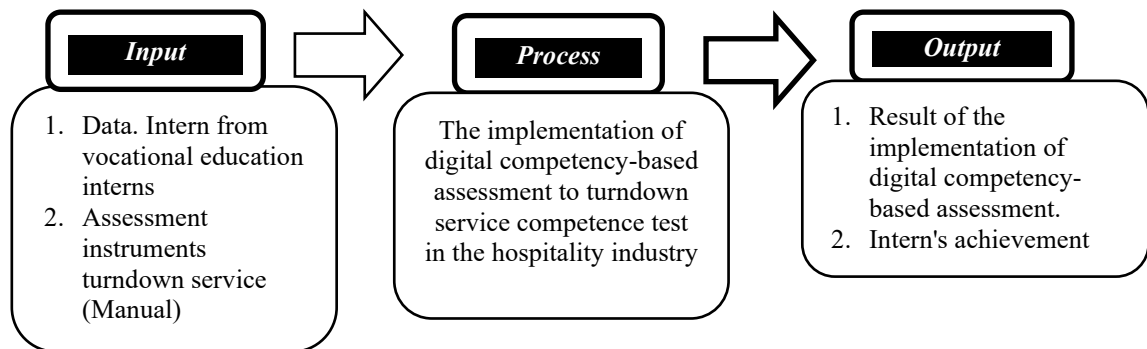 Input
1. Data. Intern from
vocational education
interns
2. Assessment
instruments
turndown service
(Manual)
Process
The implementation of
digital competency-based
assessment to turndown
service competence test
in the hospitality industry
Output
1. Result of the
implementation of
digital competency-
based assessment.
2. Intern's achievement